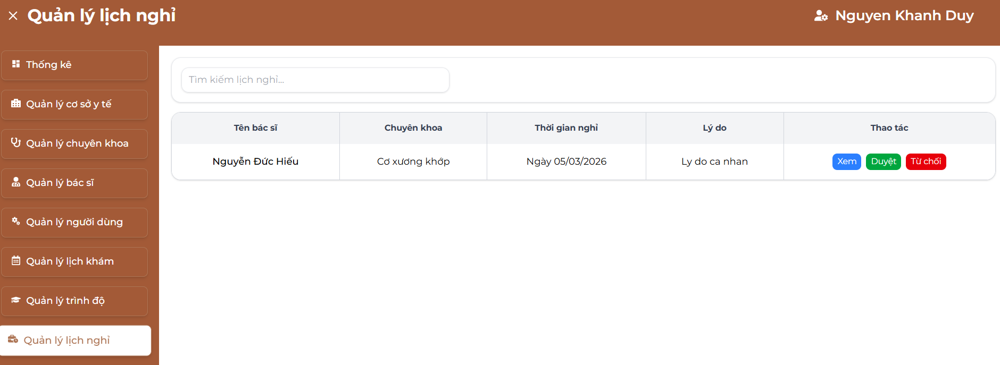 Quản lý lịch nghỉ
Nguyen Khanh Duy
Thống kê
Quản lý cơ sở y tế
Quản lý chuyên khoa
Quản lý bác sĩ
Quản lý người dùng
Quản lý lịch khám
Quản lý trình độ
Quản lý lịch nghỉ
Tìm kiếm lịch nghỉ...
Tên bác sĩ Chuyên khoa Thời gian nghỉ Lý do Thao tác
Nguyễn Đức Hiếu Cơ xương khớp Ngày 05/03/2026 Ly do ca nhan Xem Duyệt Từ chối